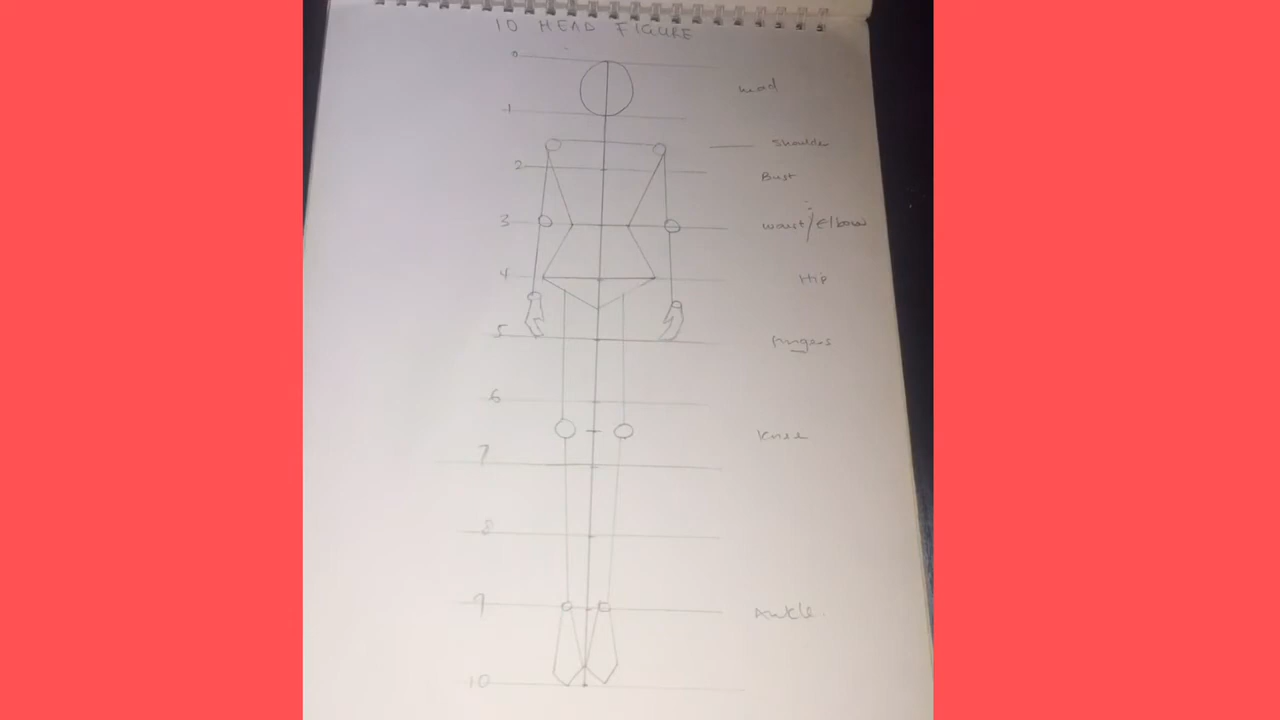 10 HEAD FIGURE
0
head
1
Shoulder
2
Bust
3 waist/Elbow
4 Hip
5 fingers
6
Knee
7
8
9 Ankle
10